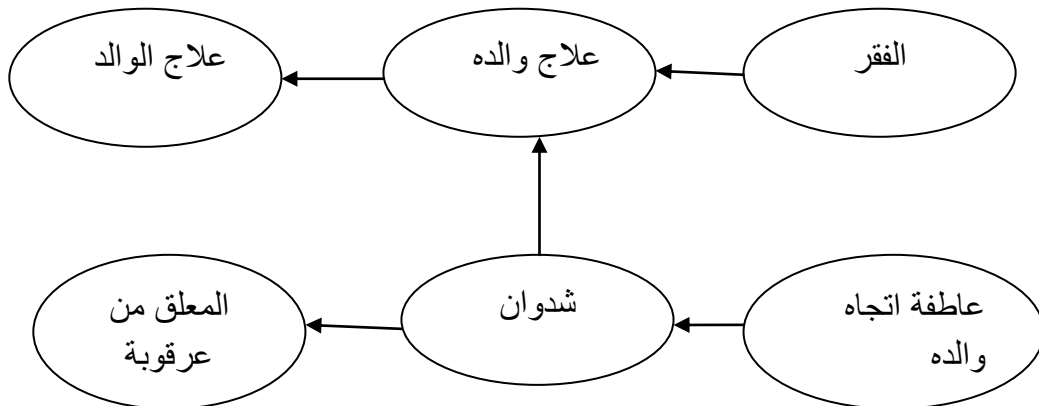 الفقر
علاج والده
علاج الوالد
عاطفة اتجاه
والده
شدوان
المعلق من
عرقوبة